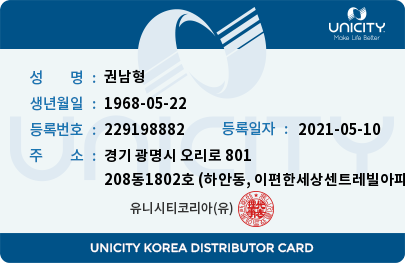 UNICITY
Make Life Better
성 명 : 권남형
생년월일 : 1968-05-22
등록번호 : 229198882 등록일자 : 2021-05-10
주 소 : 경기 광명시 오리로 801
208동1802호 (하안동, 이편한세상센트레빌아파
유니시티코리아(유)
UNICITY KOREA DISTRIBUTOR CARD